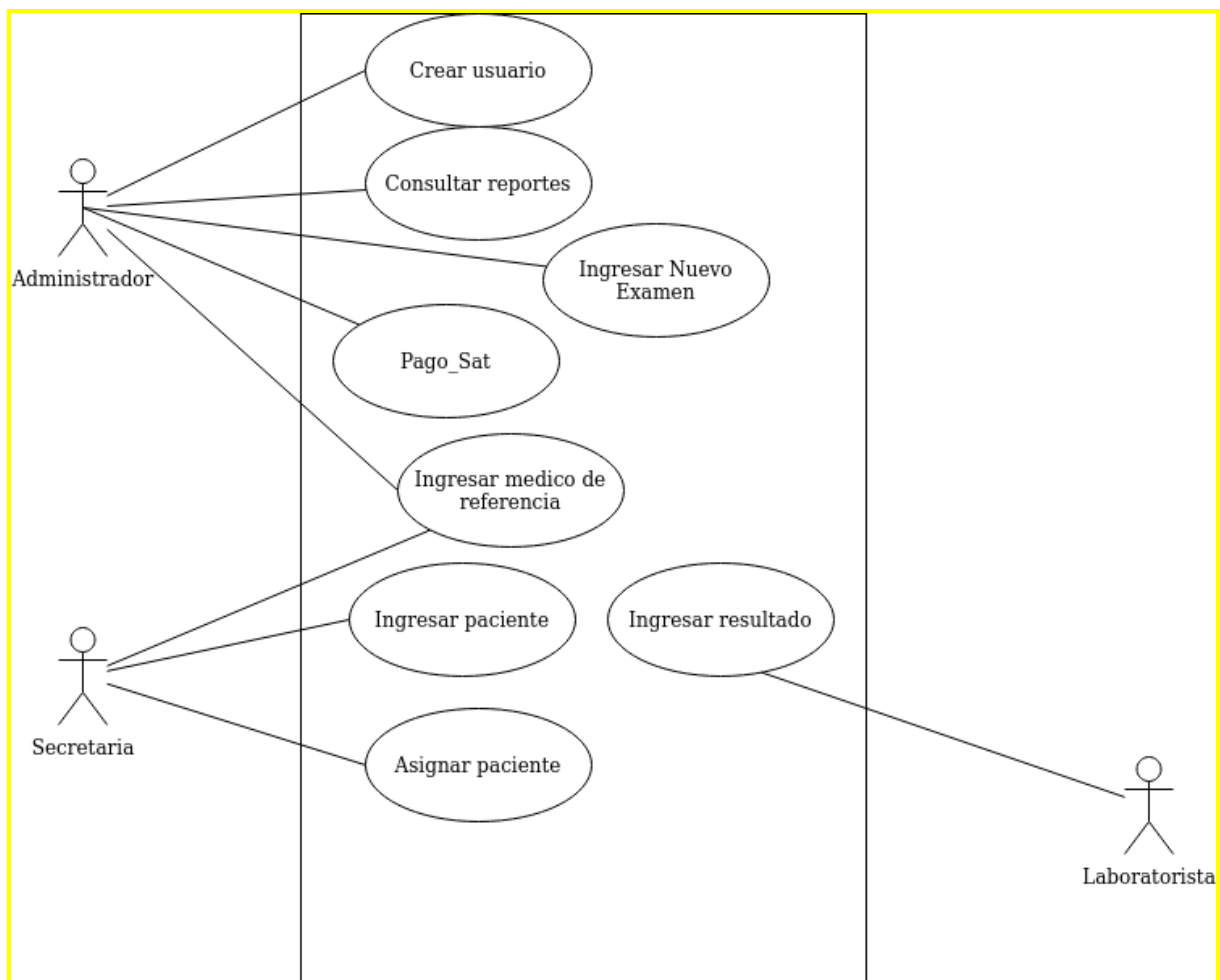 Crear usuario
Consultar reportes
Administrador
Ingresar Nuevo
Examen
Pago_Sat
Ingresar medico de
referencia
Ingresar paciente
Ingresar resultado
Secretaria
Asignar paciente
Laboratorista